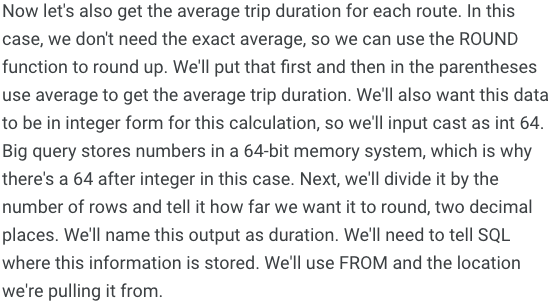 Now let's also get the average trip duration for each route. In this
case, we don't need the exact average, so we can use the ROUND
function to round up. We'll put that first and then in the parentheses
use average to get the average trip duration. We'll also want this data
to be in integer form for this calculation, so we'll input cast as int 64.
Big query stores numbers in a 64-bit memory system, which is why
there's a 64 after integer in this case. Next, we'll divide it by the
number of rows and tell it how far we want it to round, two decimal
places. We'll name this output as duration. We'll need to tell SQL
where this information is stored. We'll use FROM and the location
we're pulling it from.